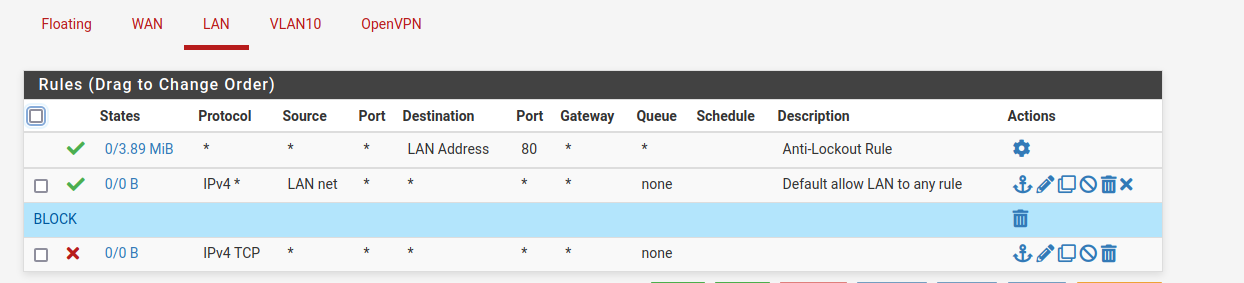 Floating WAN LAN VLAN10 OpenVPN
Rules (Drag to Change Order)
States Protocol Source Port Destination Port Gateway Queue Schedule Description Actions
0/3.89 MiB * * * LAN Address 80 * * Anti-Lockout Rule
0/0 B IPv4 * LAN net * * * * none Default allow LAN to any rule
BLOCK
0/0 B IPv4 TCP * * * * * none